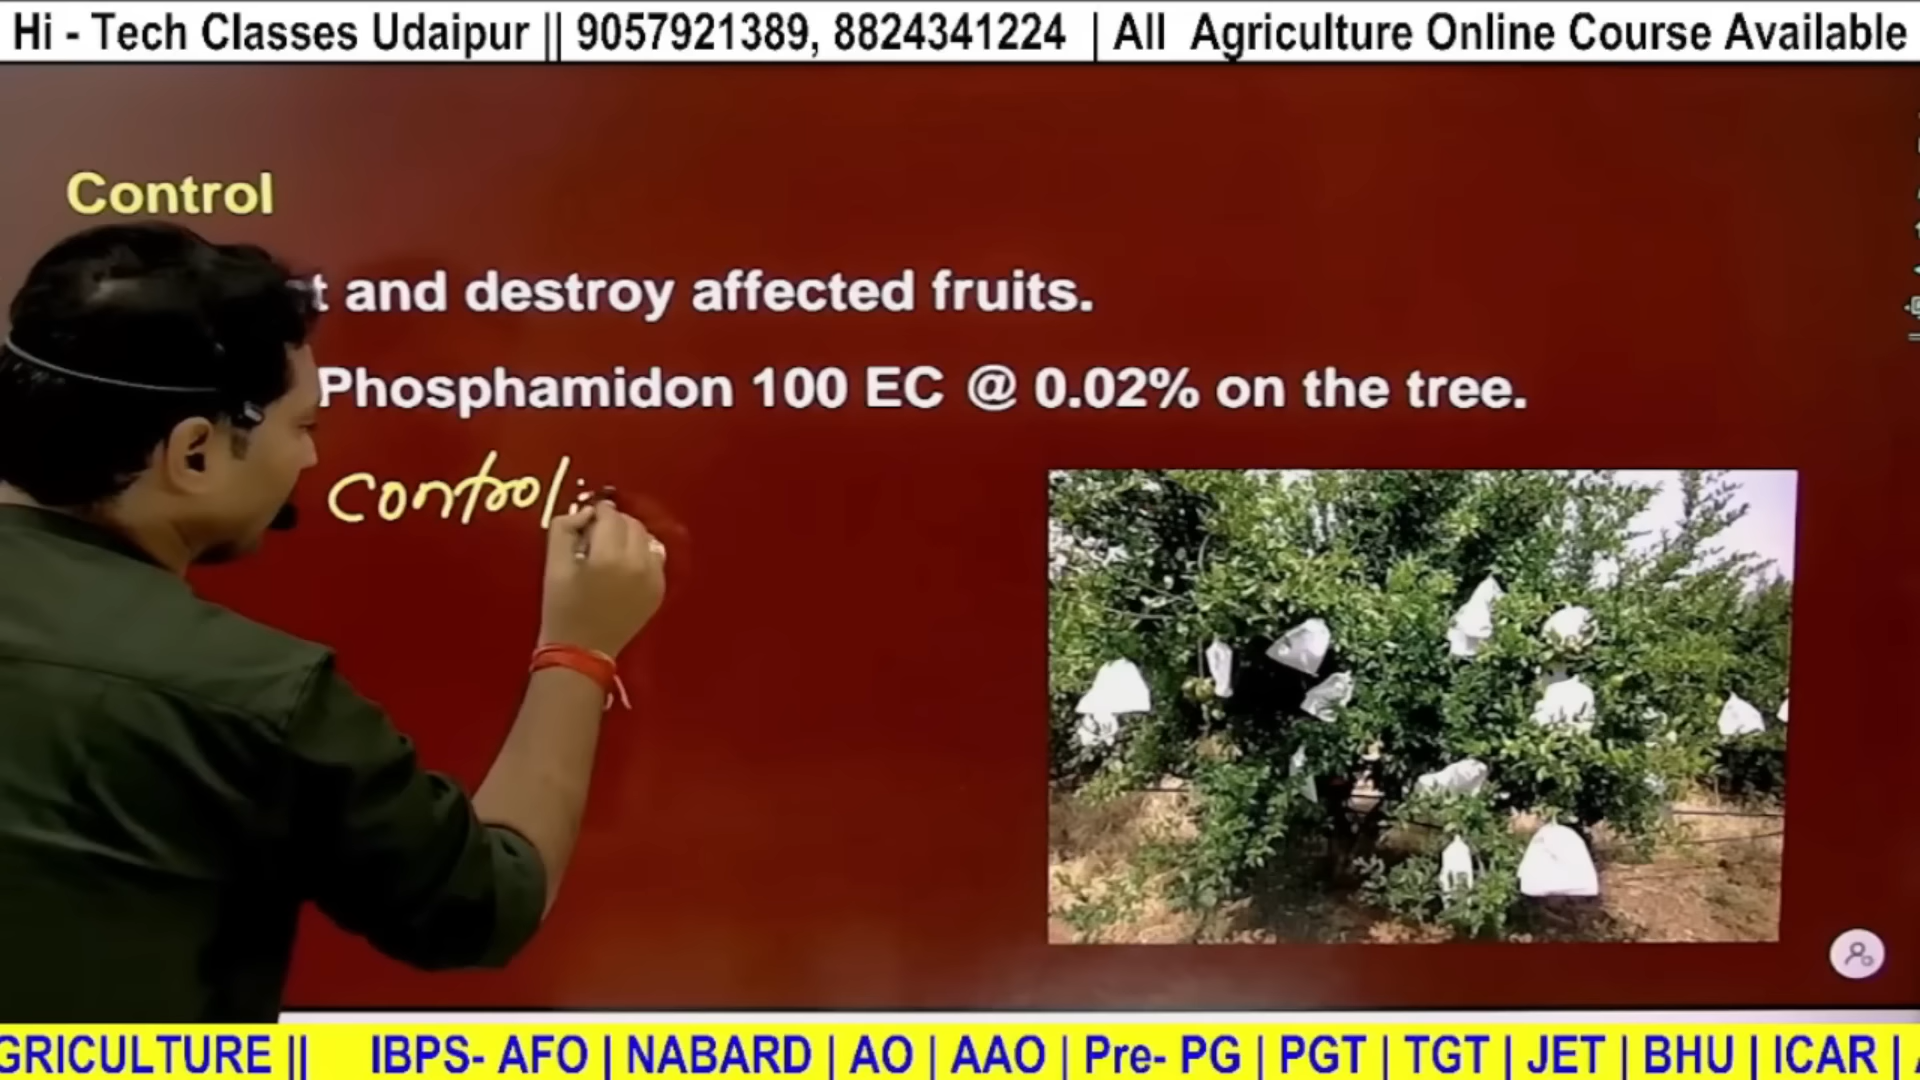 Hi - Tech Classes Udaipur || 9057921389, 8824341224 | All Agriculture Online Course Available
Control
t and destroy affected fruits.
Phosphamidon 100 EC @ 0.02% on the tree.
Control:
GRICULTURE || IBPS- AFO | NABARD | AO | AAO | Pre- PG | PGT | TGT | JET | BHU | ICAR |